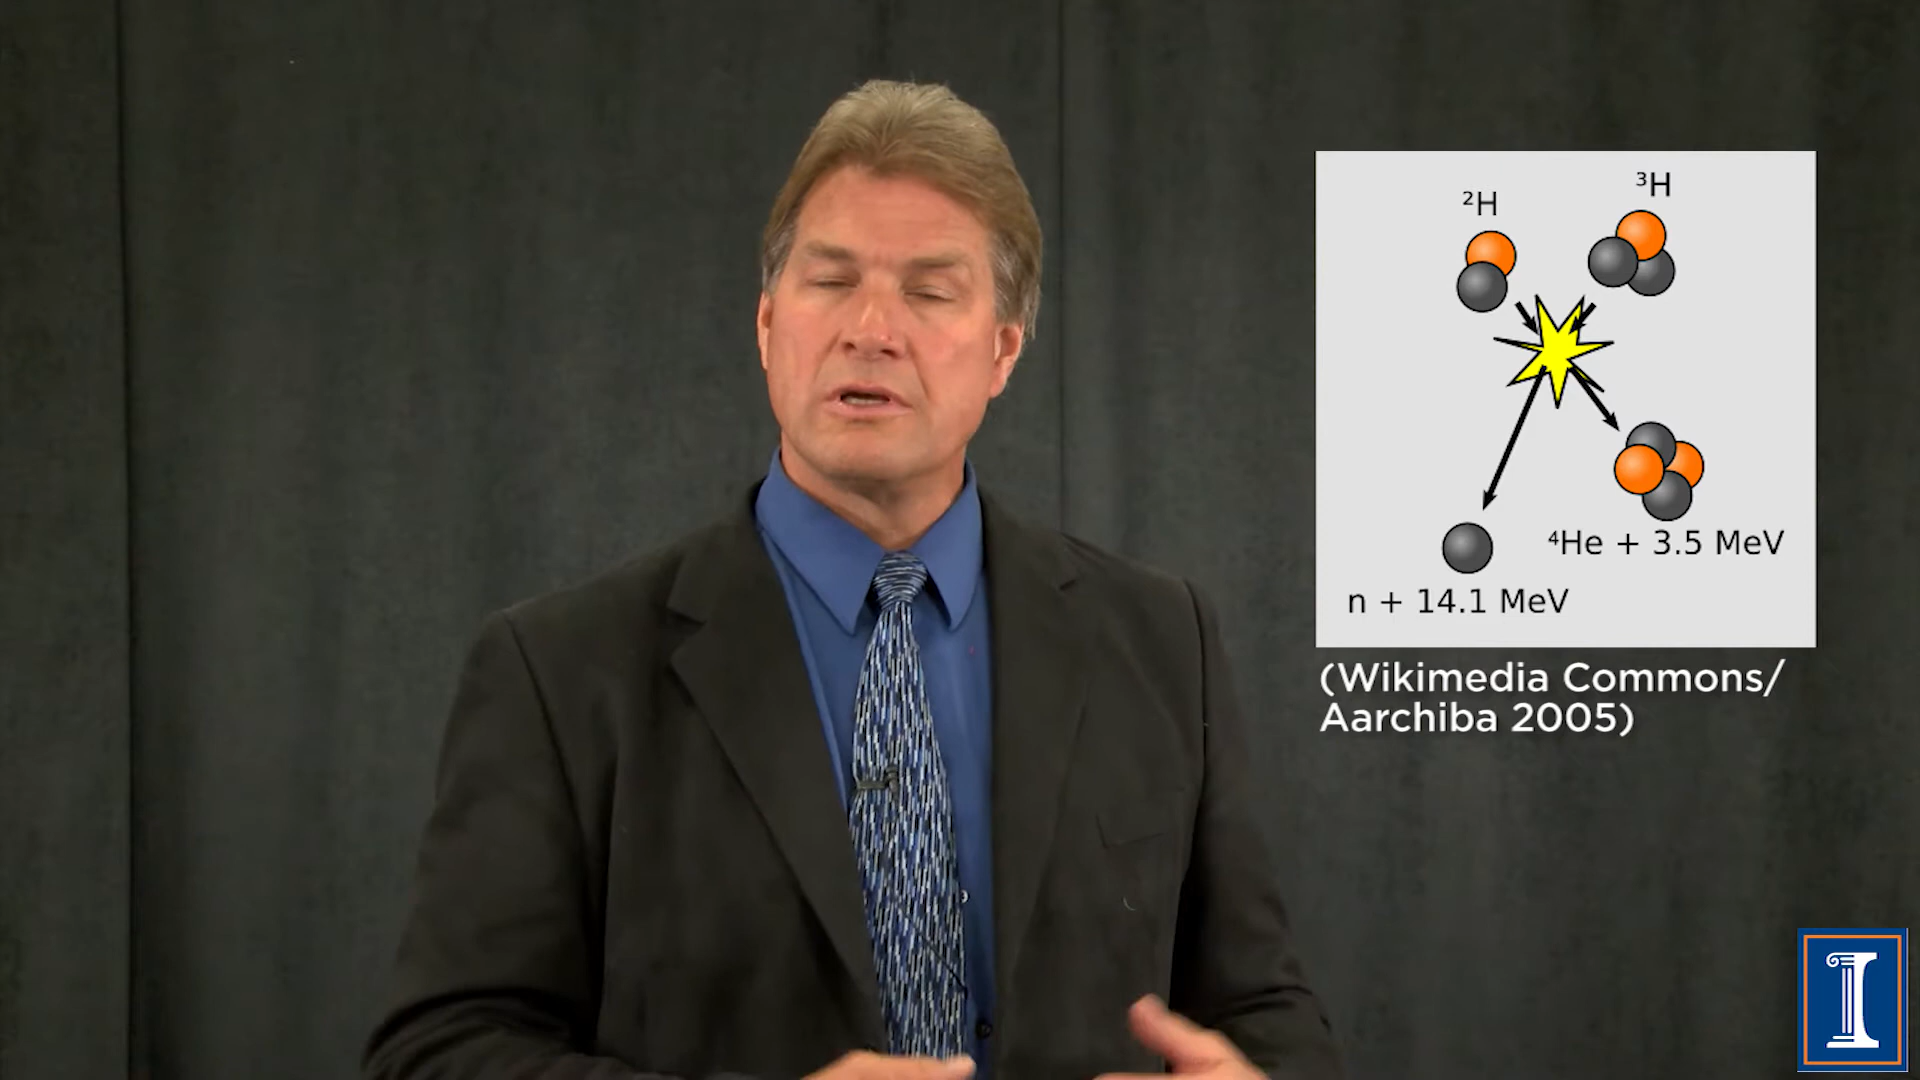 ²H
³H
⁴He + 3.5 MeV
n + 14.1 MeV
(Wikimedia Commons/
Aarchiba 2005)
I